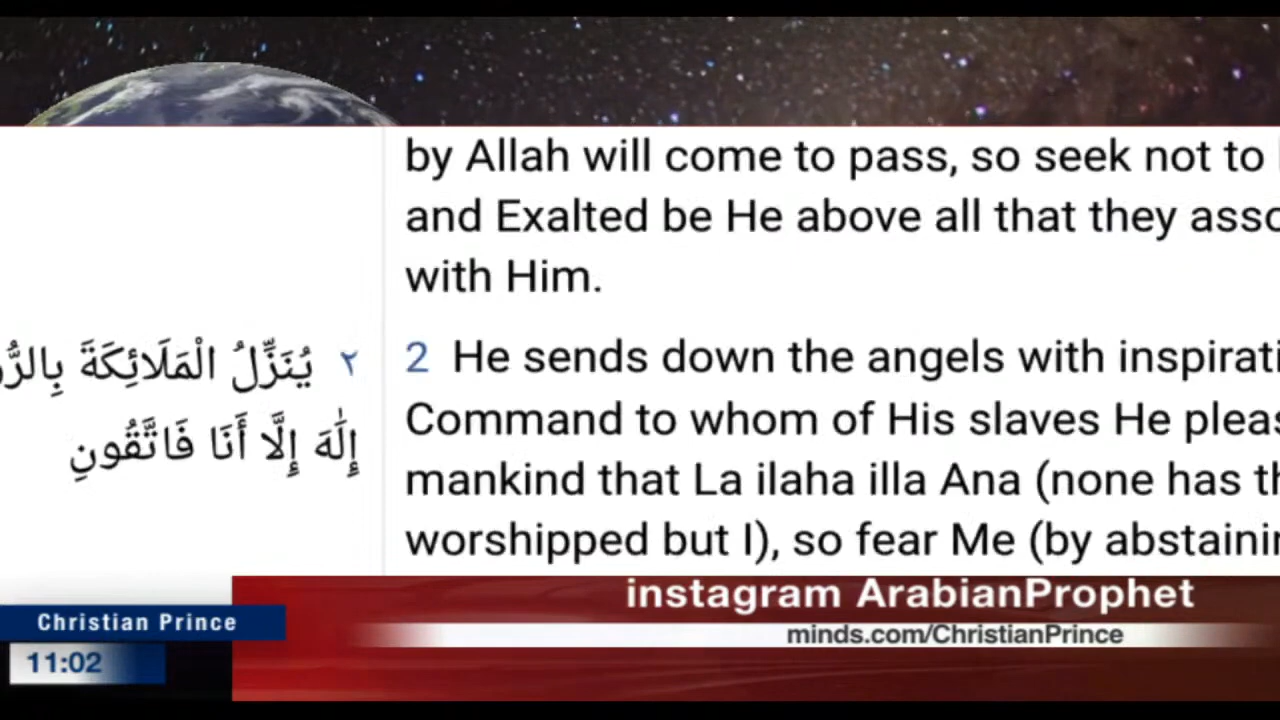 by Allah will come to pass, so seek not to
and Exalted be He above all that they asso
with Him.
٢ يُنَزِّلُ الْمَلَائِكَةَ بِالرُّو
إِلَٰهَ إِلَّا أَنَا فَاتَّقُونِ
2 He sends down the angels with inspirati
Command to whom of His slaves He pleas
mankind that La ilaha illa Ana (none has th
worshipped but I), so fear Me (by abstainin
instagram ArabianProphet
Christian Prince
minds.com/ChristianPrince
11:02